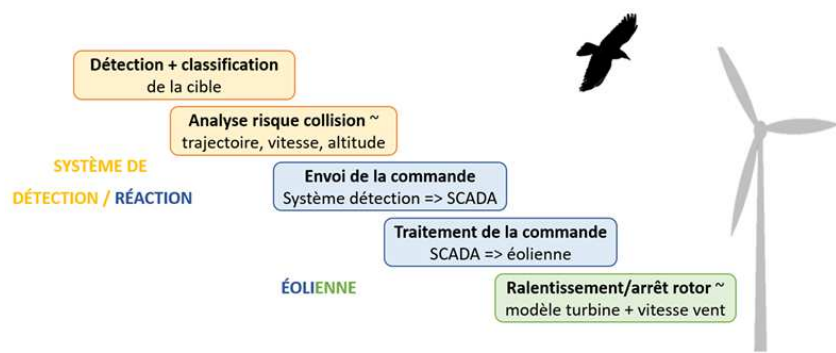 Détection + classification
de la cible
Analyse risque collision ~
trajectoire, vitesse, altitude
SYSTÈME DE
DÉTECTION / RÉACTION
Envoi de la commande
Système détection => SCADA
Traitement de la commande
SCADA => éolienne
ÉOLIENNE
Ralentissement/arrêt rotor ~
modèle turbine + vitesse vent